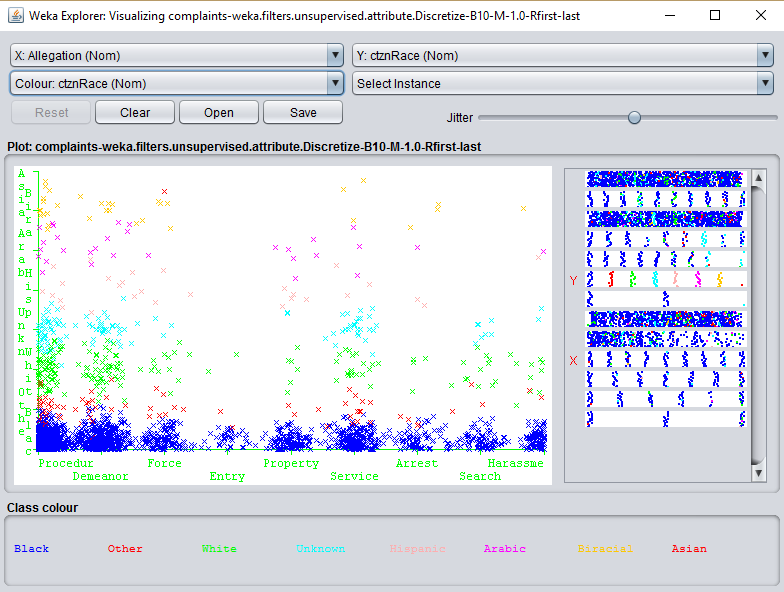 Weka Explorer: Visualizing complaints-weka.filters.unsupervised.attribute.Discretize-B10-M-1.0-Rfirst-last
X: Allegation (Nom) Y: ctznRace (Nom)
Colour: ctznRace (Nom) Select Instance
Reset Clear Open Save Jitter
Plot: complaints-weka.filters.unsupervised.attribute.Discretize-B10-M-1.0-Rfirst-last
Y
X
Procedur Force Property Arrest Harassme
Demeanor Entry Service Search
Class colour
Black Other White Unknown Hispanic Arabic Biracial Asian